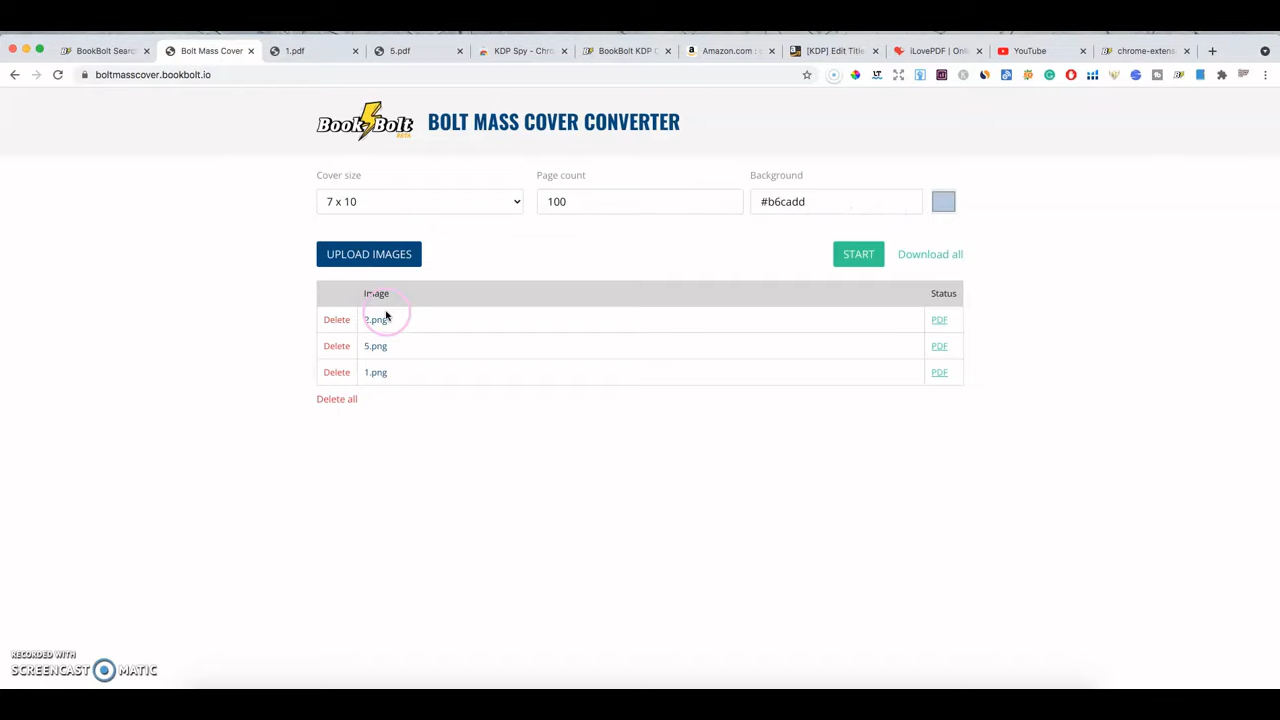 BookBolt Searc
Bolt Mass Cover
1.pdf
5.pdf
KDP Spy - Chro
BookBolt KDP C
Amazon.com : s
[KDP] Edit Title
iLovePDF | Onli
YouTube
chrome-extens
boltmasscover.bookbolt.io
Book Bolt BETA
BOLT MASS COVER CONVERTER
Cover size Page count Background
7 x 10 100 #b6cadd
UPLOAD IMAGES START Download all
Image Status
Delete 2.png PDF
Delete 5.png PDF
Delete 1.png PDF
Delete all
RECORDED WITH
SCREENCAST MATIC